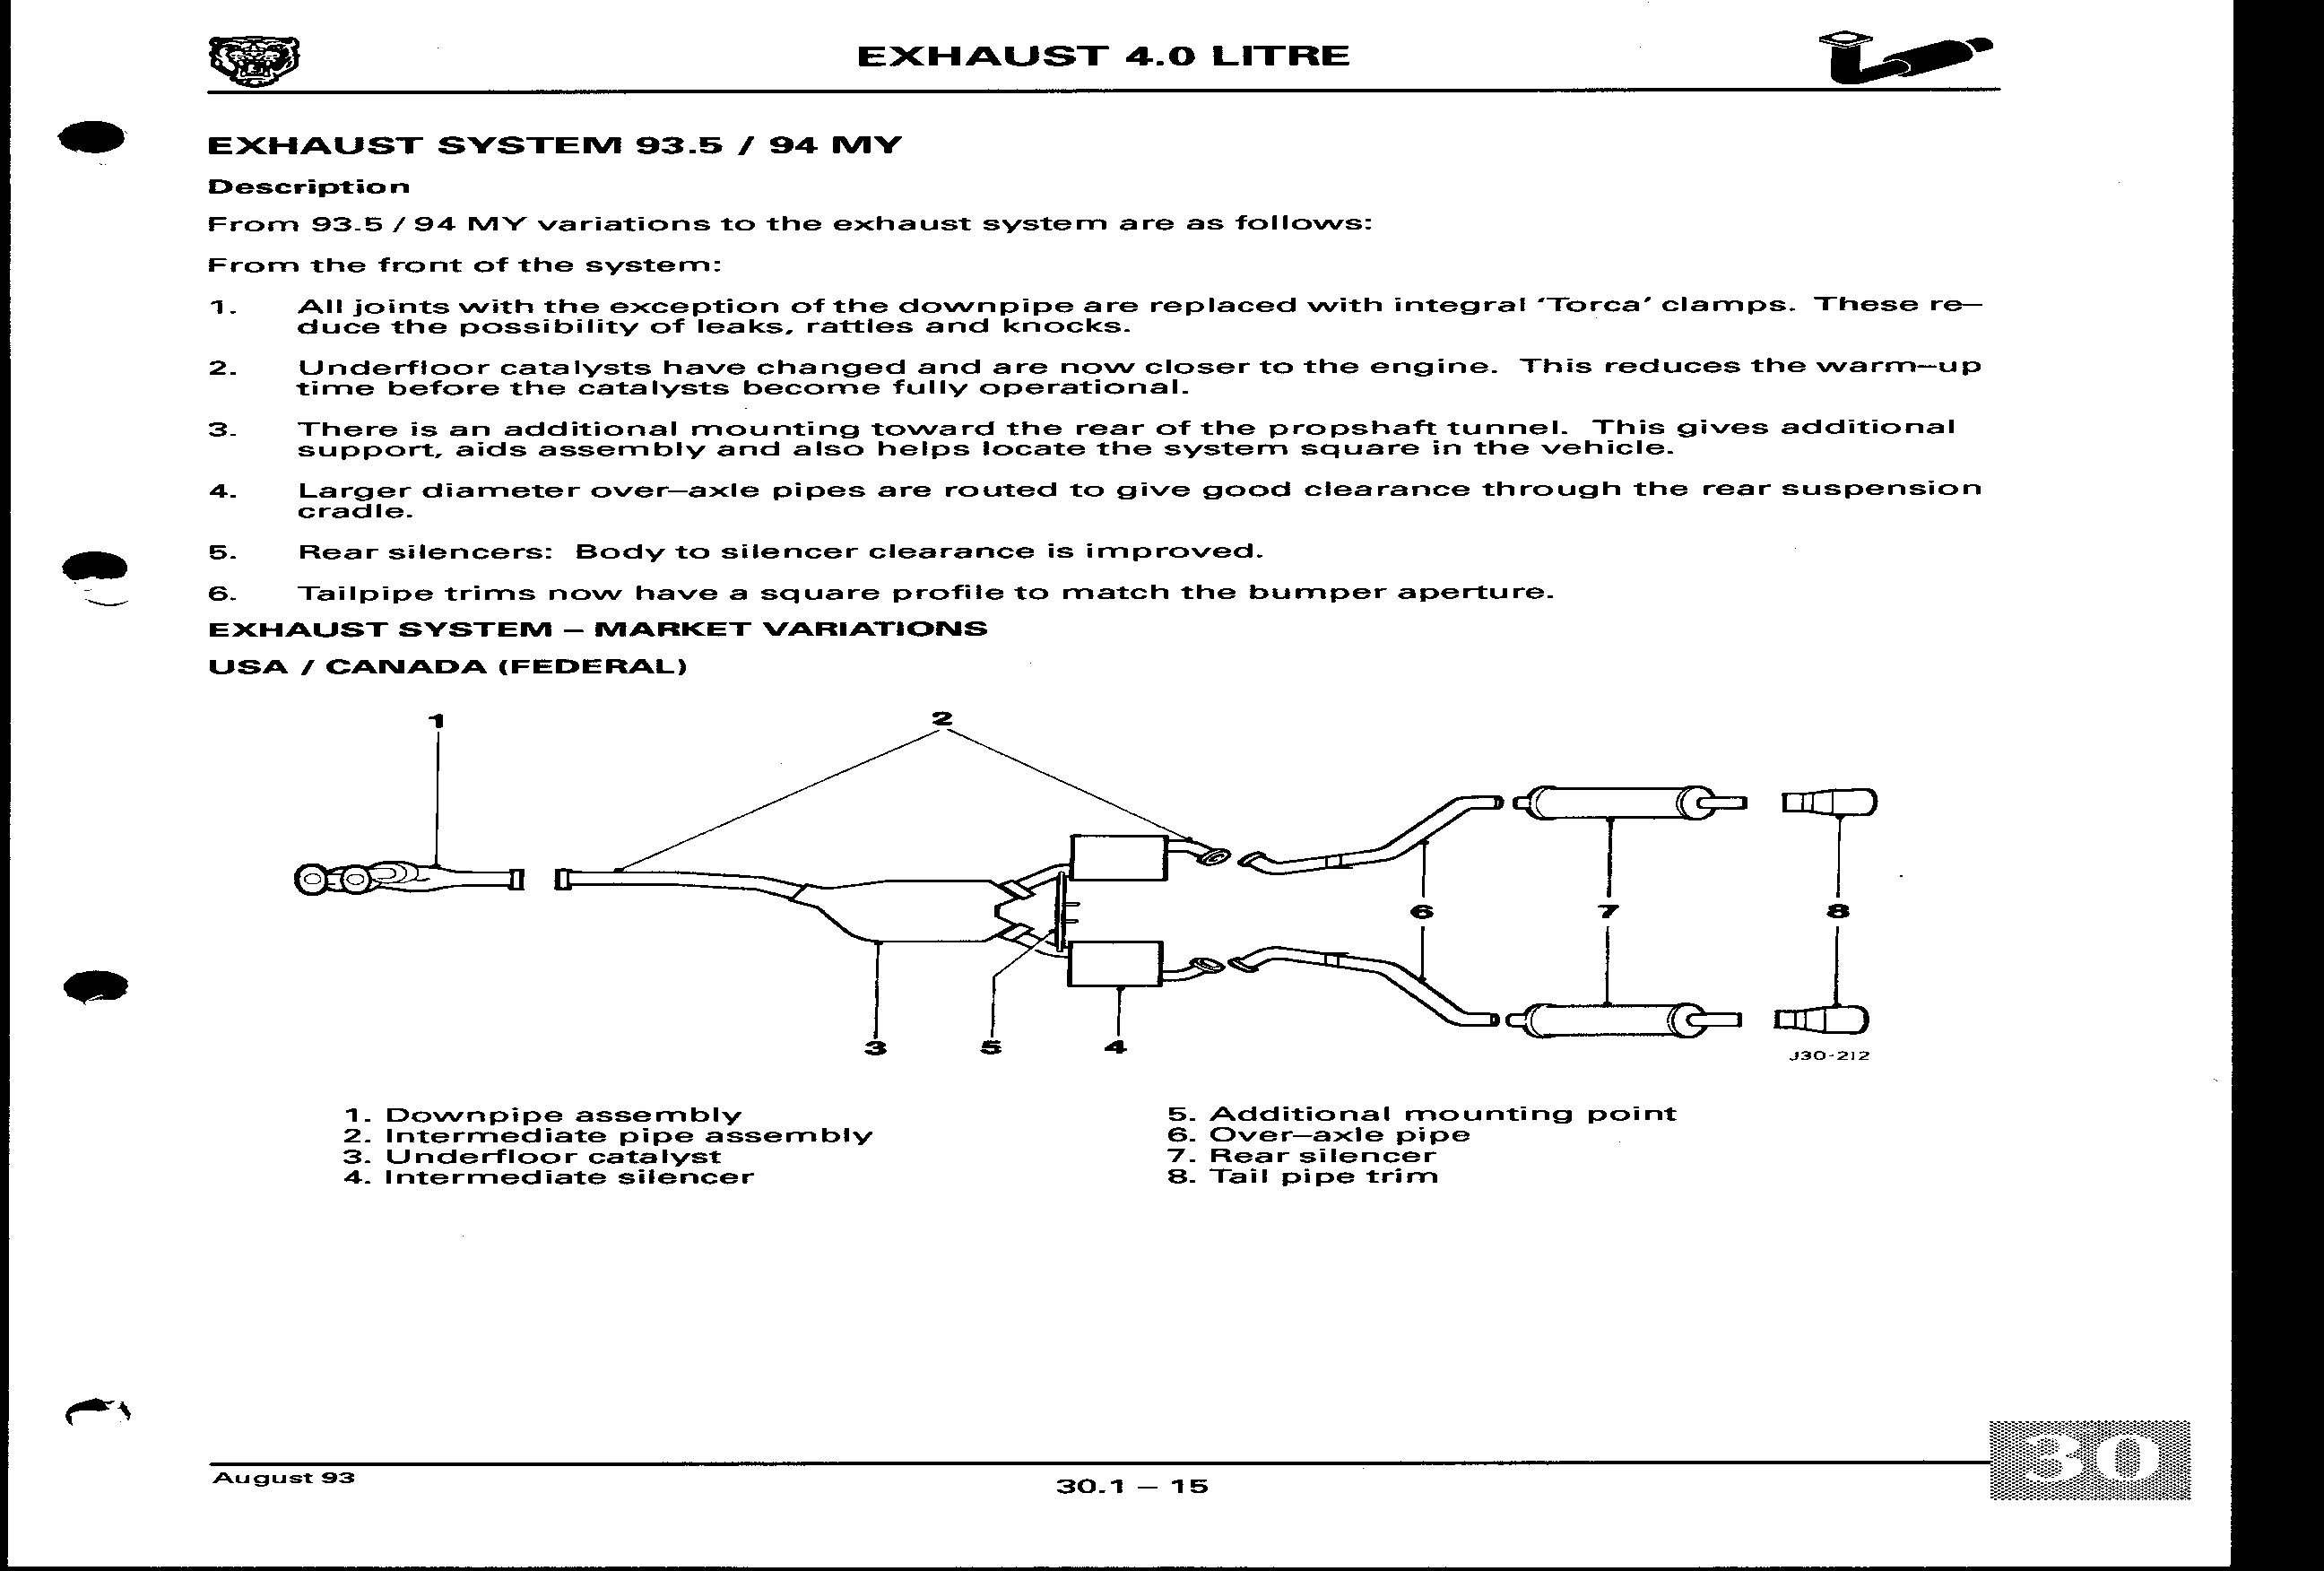 EXHAUST 4.0 LITRE
EXHAUST SYSTEM 93.5 / 94 MY
Description
From 93.5 / 94 MY variations to the exhaust system are as follows:
From the front of the system:
1. All joints with the exception of the downpipe are replaced with integral 'Torca' clamps. These re–
duce the possibility of leaks, rattles and knocks.
2. Underfloor catalysts have changed and are now closer to the engine. This reduces the warm–up
time before the catalysts become fully operational.
3. There is an additional mounting toward the rear of the propshaft tunnel. This gives additional
support, aids assembly and also helps locate the system square in the vehicle.
4. Larger diameter over–axle pipes are routed to give good clearance through the rear suspension
cradle.
5. Rear silencers: Body to silencer clearance is improved.
6. Tailpipe trims now have a square profile to match the bumper aperture.
EXHAUST SYSTEM – MARKET VARIATIONS
USA / CANADA (FEDERAL)
1 2
6 7 8
3 5 4
J30-212
1. Downpipe assembly
2. Intermediate pipe assembly
3. Underfloor catalyst
4. Intermediate silencer
5. Additional mounting point
6. Over–axle pipe
7. Rear silencer
8. Tail pipe trim
August 93
30.1 – 15
30